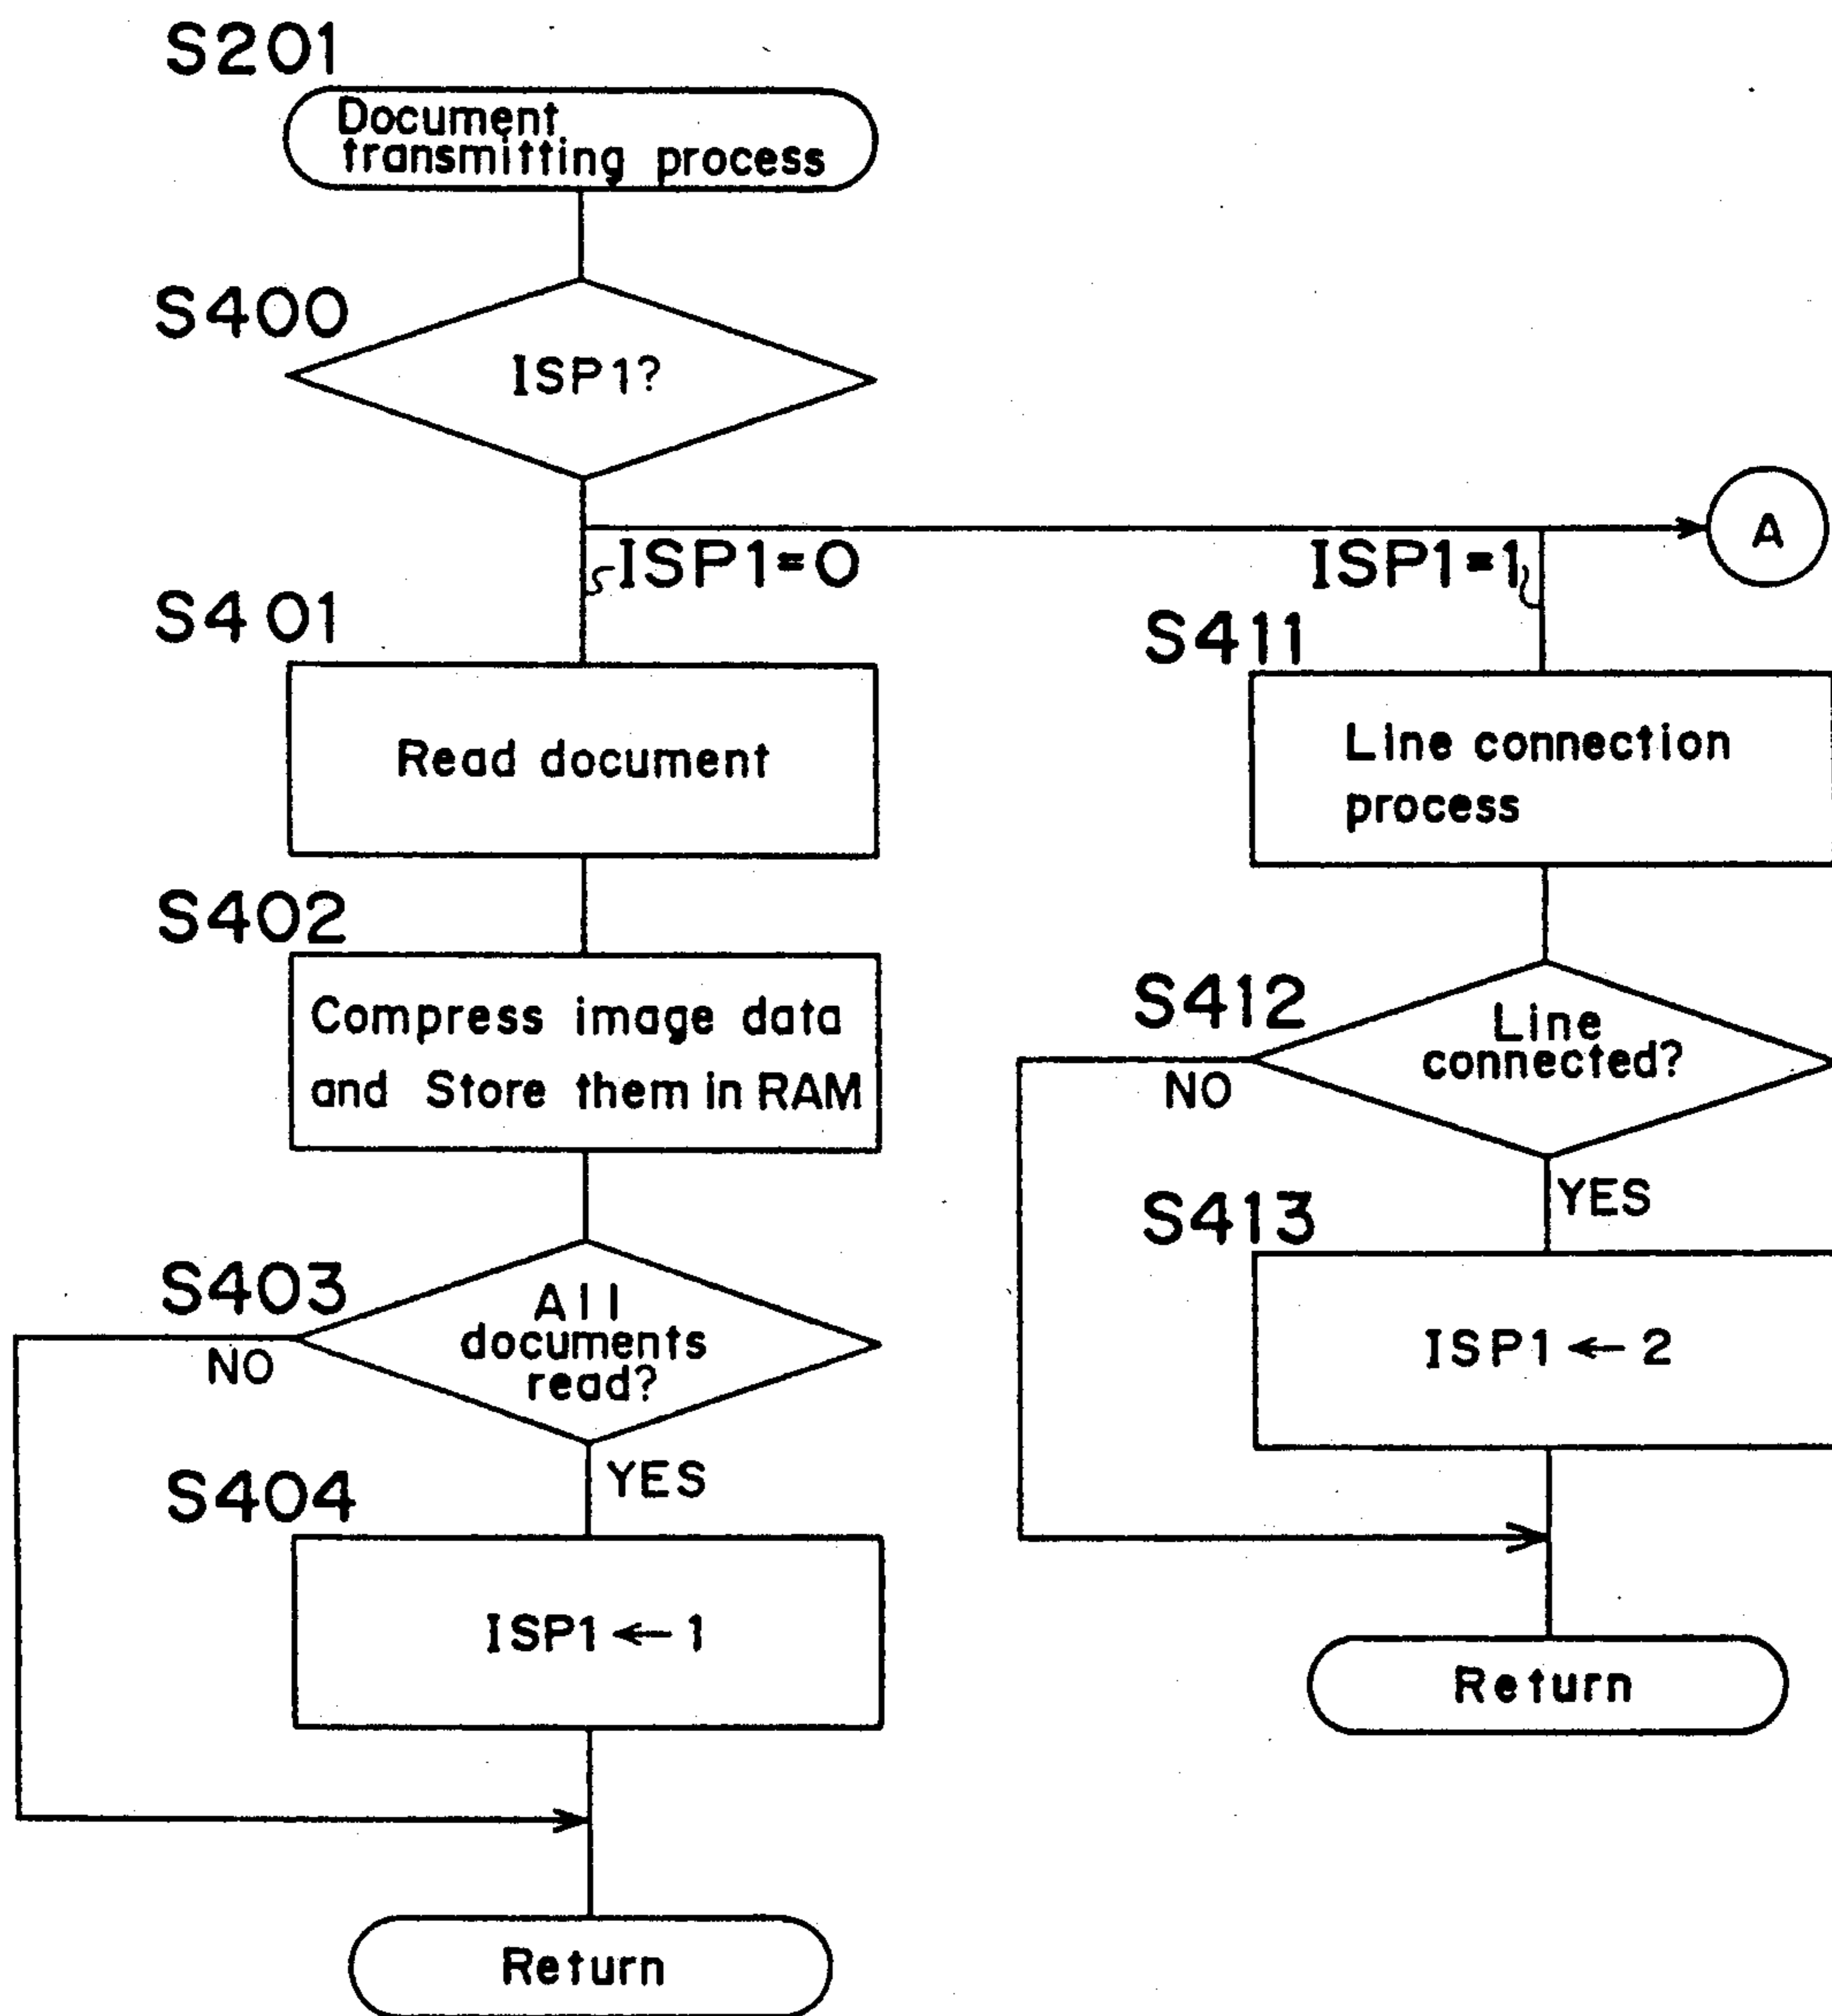 S201
Document
transmitting process
S400
ISP1?
A
ISP1=0
ISP1=1
S401
Read document
S411
Line connection
process
S402
Compress image data
and Store them in RAM
S412
Line
connected?
NO
YES
S403
All
documents
read?
NO
YES
S413
ISP1←2
S404
ISP1←1
Return
Return